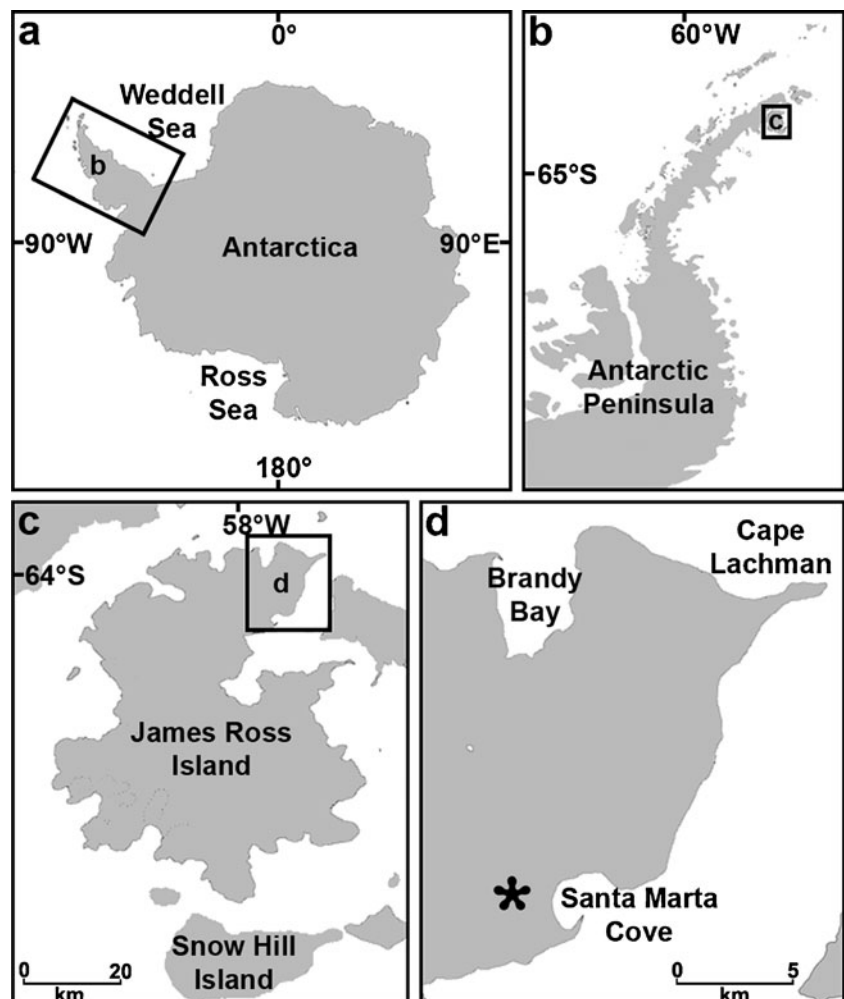 a
0°
Weddell
Sea
b
90°W
Antarctica
90°E
Ross
Sea
180°
b
60°W
c
65°S
Antarctic
Peninsula
c
58°W
64°S
d
James Ross
Island
Snow Hill
Island
0 20
km
d
Cape
Lachman
Brandy
Bay
Santa Marta
Cove
0 5
km